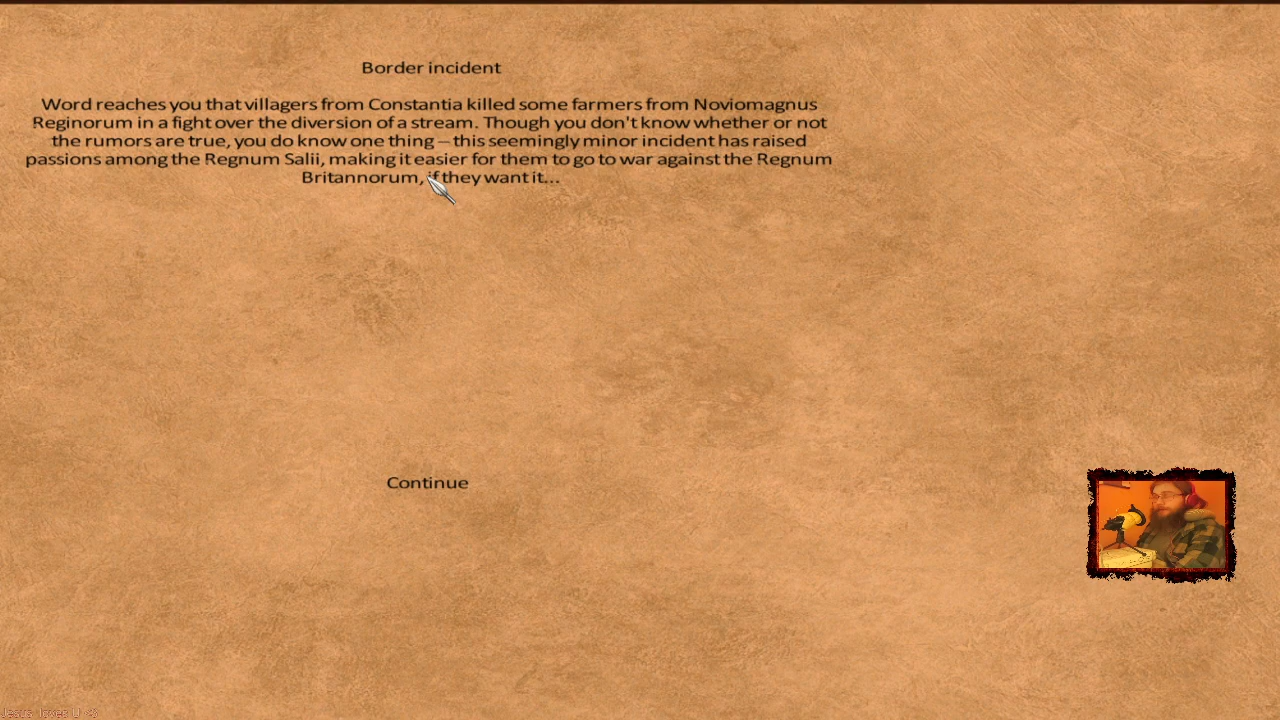 Border incident
Word reaches you that villagers from Constantia killed some farmers from Noviomagnus
Reginorum in a fight over the diversion of a stream. Though you don't know whether or not
the rumors are true, you do know one thing – this seemingly minor incident has raised
passions among the Regnum Salii, making it easier for them to go to war against the Regnum
Britannorum, if they want it...
Continue
Jesus loves U <3